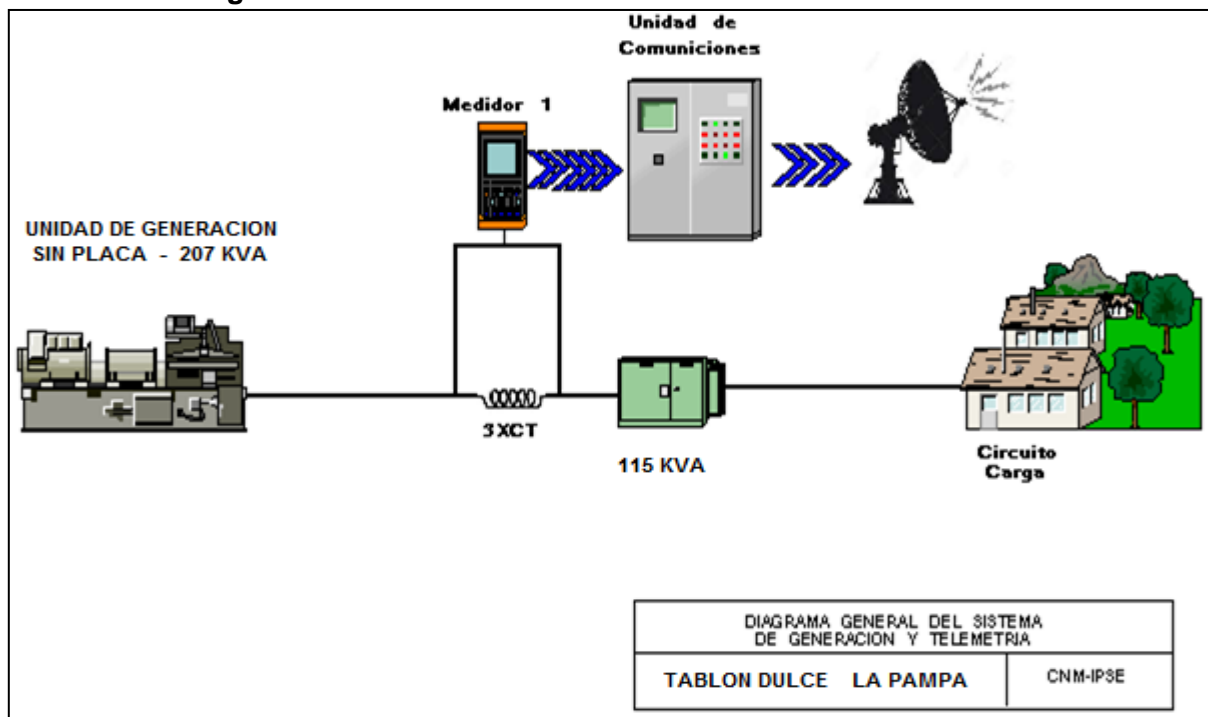 Unidad de
Comuniciones
Medidor 1
UNIDAD DE GENERACION
SIN PLACA - 207 KVA
3XCT
115 KVA
Circuito
Carga
DIAGRAMA GENERAL DEL SISTEMA
DE GENERACION Y TELEMETRIA
TABLON DULCE LA PAMPA
CNM-IPSE